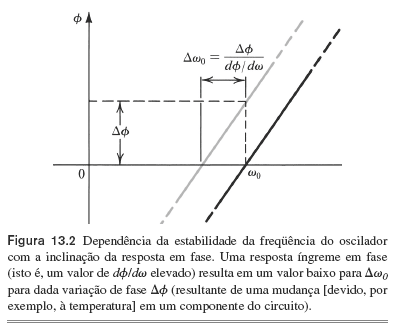 ϕ
Δω₀ = Δϕ / dϕ/dω
Δϕ
0
ω₀
Figura 13.2 Dependência da estabilidade da freqüência do oscilador
com a inclinação da resposta em fase. Uma resposta íngreme em fase
(isto é, um valor de dϕ/dω elevado) resulta em um valor baixo para Δω₀
para dada variação de fase Δϕ (resultante de uma mudança [devido, por
exemplo, à temperatura] em um componente do circuito).